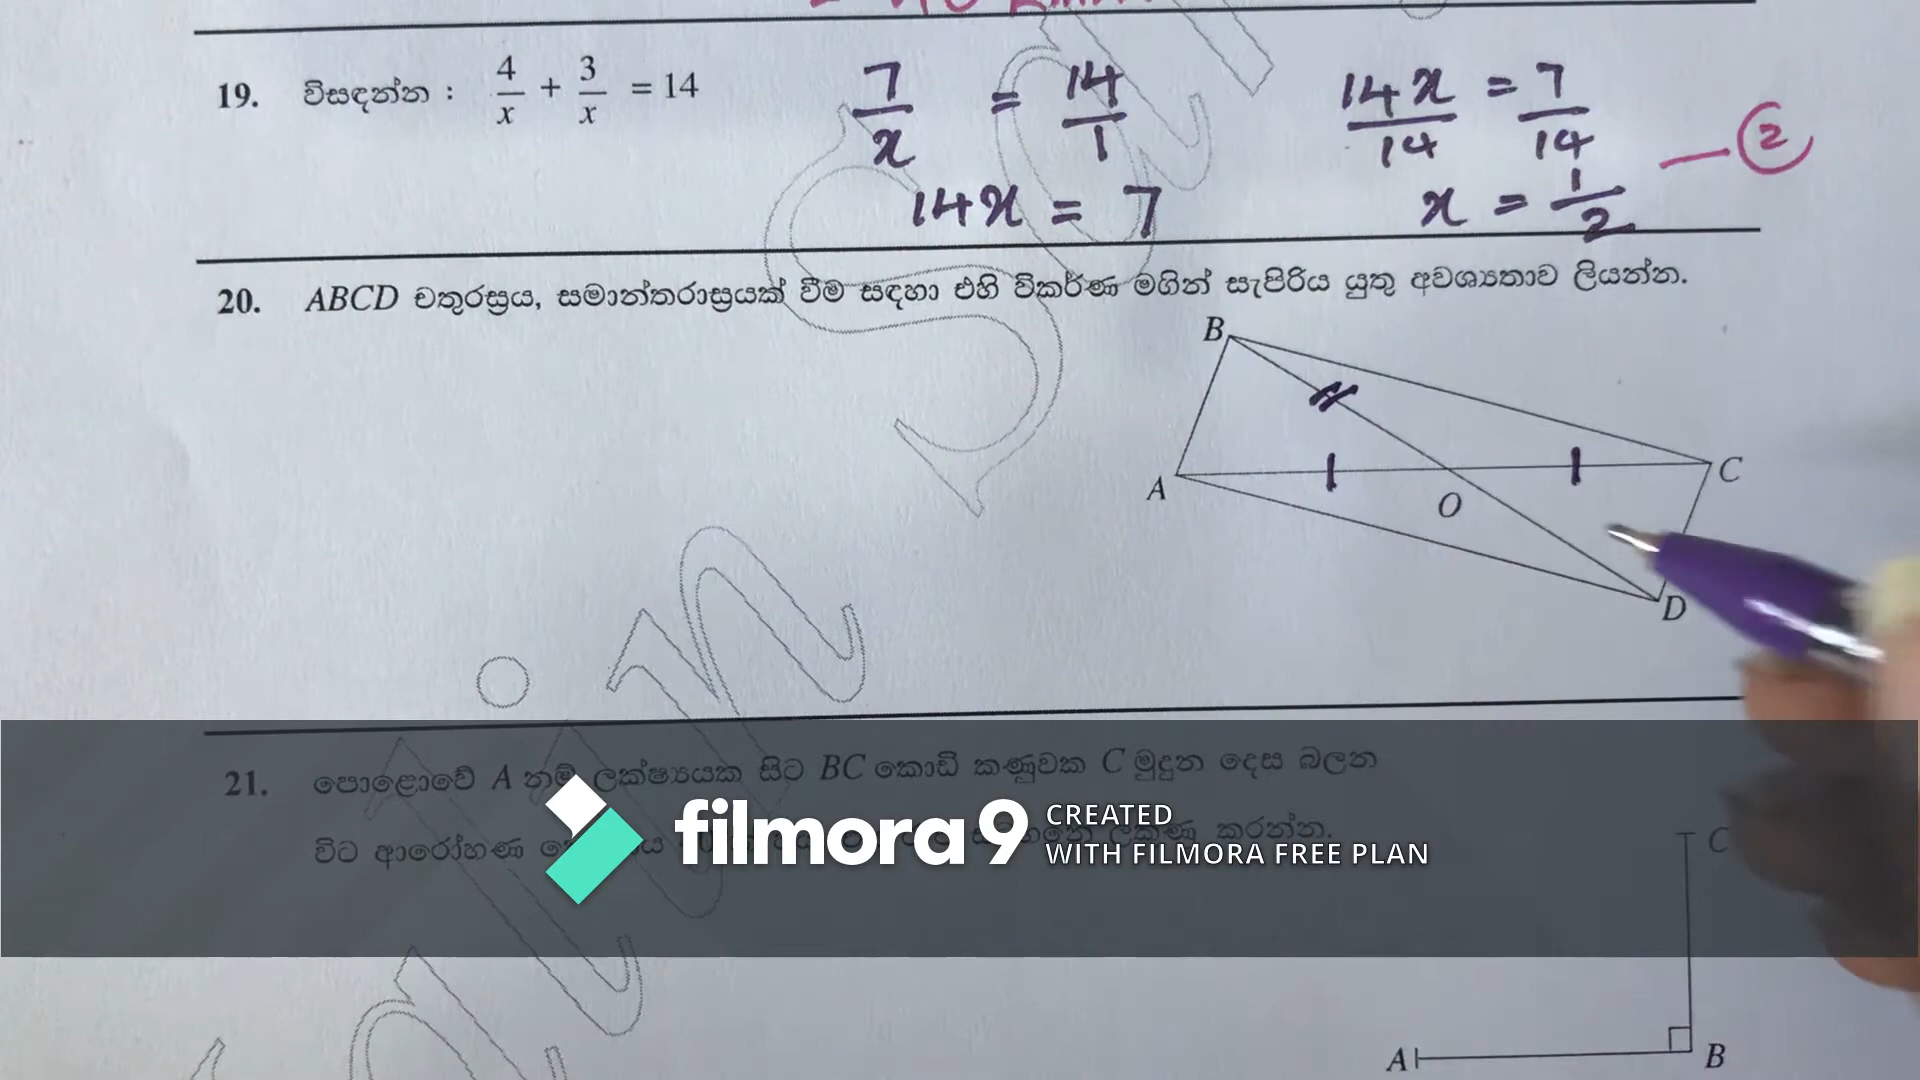 19. විසඳන්න : 4/x + 3/x = 14
7/x = 14/1
14x = 7
14x/14 = 7/14
x = 1/2
2
20. ABCD චතුරස්‍රය, සමාන්තරාස්‍රයක් වීම සඳහා එහි විකර්ණ මගින් සැපිරිය යුතු අවශ්‍යතාව ලියන්න.
B
A
O
C
D
21. පොළොවේ A නම් ලක්ෂ්‍යයක සිට BC කොඩි කණුවක C මුදුන දෙස බලන
විට ආරෝහණ ලකුණු කරන්න.
filmora9 CREATED
WITH FILMORA FREE PLAN
C
A
B